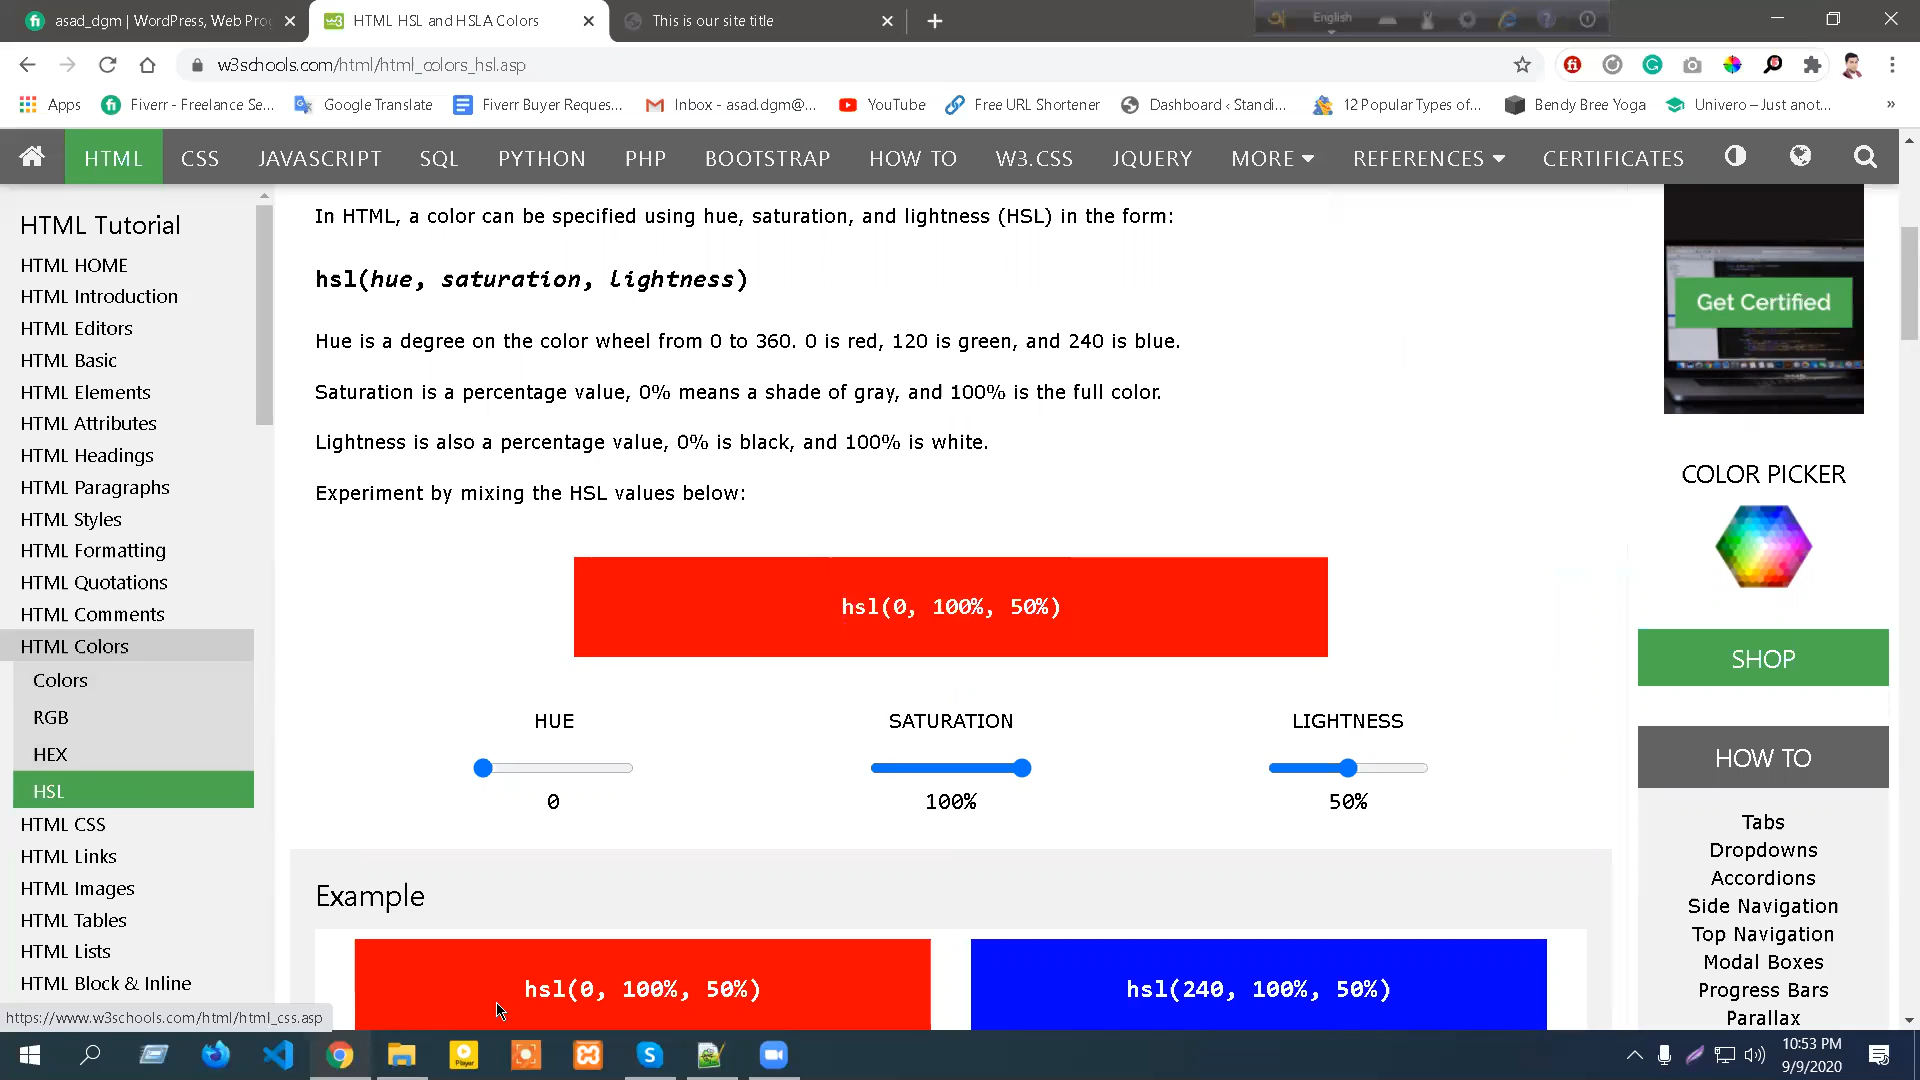 asad_dgm | WordPress, Web Pro
HTML HSL and HSLA Colors
This is our site title
English
w3schools.com/html/html_colors_hsl.asp
Apps
Fiverr - Freelance Se...
Google Translate
Fiverr Buyer Reques...
Inbox - asad.dgm@...
YouTube
Free URL Shortener
Dashboard ‹ Standi...
12 Popular Types of...
Bendy Bree Yoga
Univero – Just anot...
»
HTML
CSS
JAVASCRIPT
SQL
PYTHON
PHP
BOOTSTRAP
HOW TO
W3.CSS
JQUERY
MORE
REFERENCES
CERTIFICATES
HTML Tutorial
HTML HOME
HTML Introduction
HTML Editors
HTML Basic
HTML Elements
HTML Attributes
HTML Headings
HTML Paragraphs
HTML Styles
HTML Formatting
HTML Quotations
HTML Comments
HTML Colors
Colors
RGB
HEX
HSL
HTML CSS
HTML Links
HTML Images
HTML Tables
HTML Lists
HTML Block & Inline
https://www.w3schools.com/html/html_css.asp
In HTML, a color can be specified using hue, saturation, and lightness (HSL) in the form:
hsl(hue, saturation, lightness)
Hue is a degree on the color wheel from 0 to 360. 0 is red, 120 is green, and 240 is blue.
Saturation is a percentage value, 0% means a shade of gray, and 100% is the full color.
Lightness is also a percentage value, 0% is black, and 100% is white.
Experiment by mixing the HSL values below:
hsl(0, 100%, 50%)
HUE
SATURATION
LIGHTNESS
0
100%
50%
Example
hsl(0, 100%, 50%)
hsl(240, 100%, 50%)
Get Certified
COLOR PICKER
SHOP
HOW TO
Tabs
Dropdowns
Accordions
Side Navigation
Top Navigation
Modal Boxes
Progress Bars
Parallax
Player
10:53 PM
9/9/2020